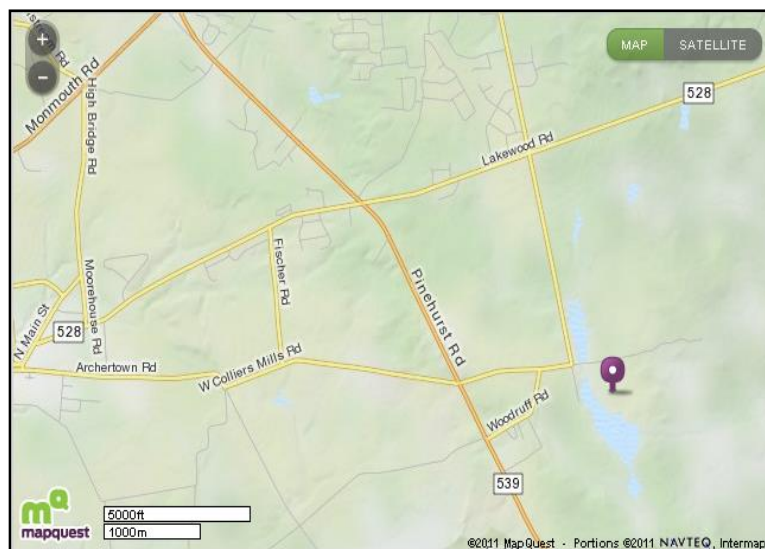 +
−
MAP
SATELLITE
Monmouth Rd
High Bridge Rd
528
Lakewood Rd
Fischer Rd
Moorehouse Rd
Pinehurst Rd
N Main St
528
Archertown Rd
W Colliers Mills Rd
Woodruff Rd
539
mq
mapquest
5000ft
1000m
©2011 MapQuest - Portions ©2011 NAVTEQ, Intermap